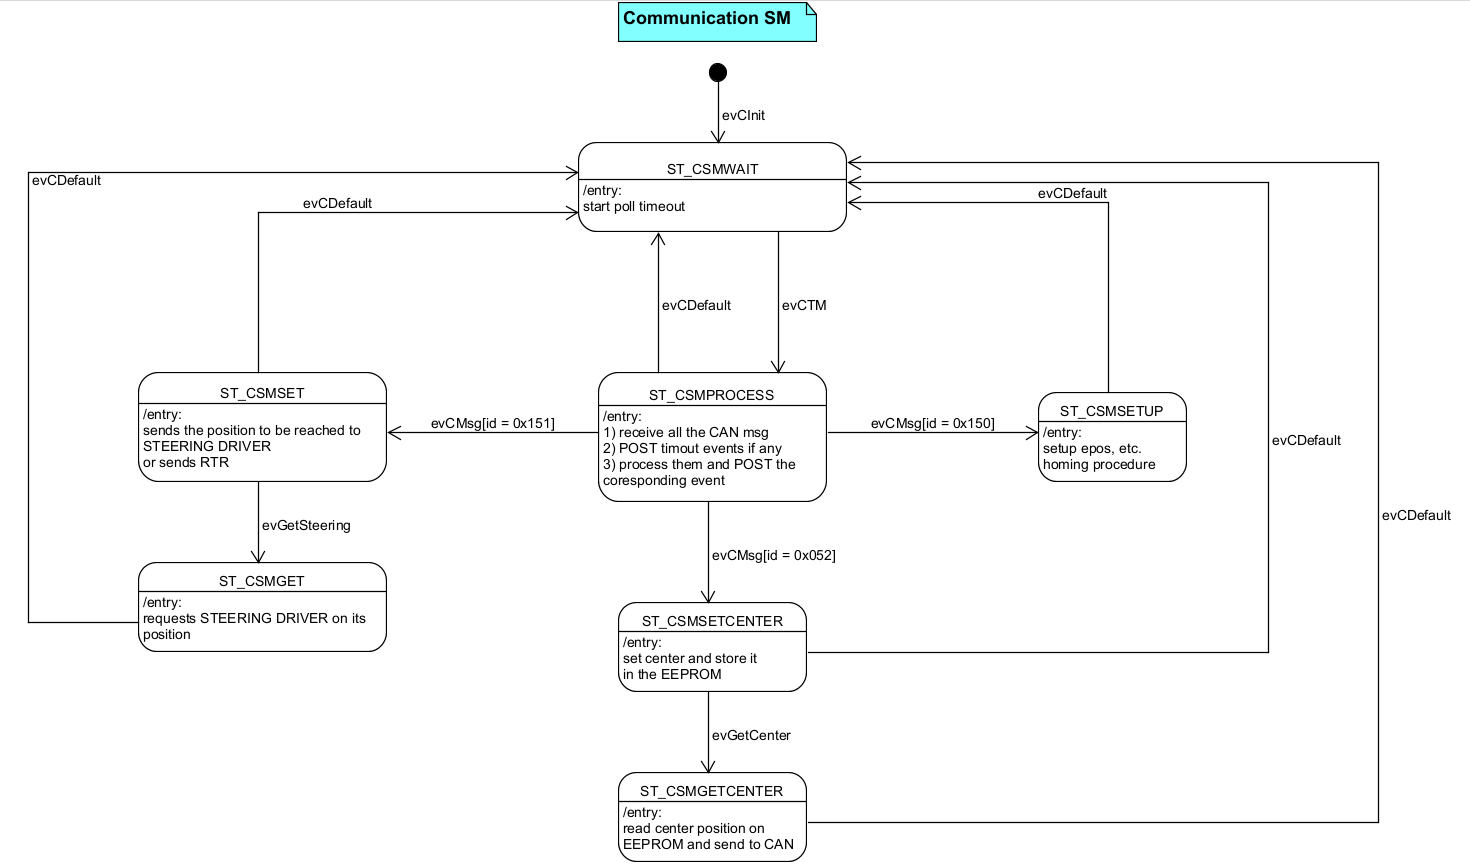 Communication SM
evCInit
ST_CSMWAIT
/entry:
start poll timeout
evCDefault
evCDefault
evCDefault
evCDefault
evCTM
ST_CSMSET
/entry:
sends the position to be reached to
STEERING DRIVER
or sends RTR
evCMsg[id = 0x151]
ST_CSMPROCESS
/entry:
1) receive all the CAN msg
2) POST timout events if any
3) process them and POST the
coresponding event
evCMsg[id = 0x150]
ST_CSMSETUP
/entry:
setup epos, etc.
homing procedure
evCDefault
evCDefault
evGetSteering
evCMsg[id = 0x052]
ST_CSMGET
/entry:
requests STEERING DRIVER on its
position
ST_CSMSETCENTER
/entry:
set center and store it
in the EEPROM
evGetCenter
ST_CSMGETCENTER
/entry:
read center position on
EEPROM and send to CAN